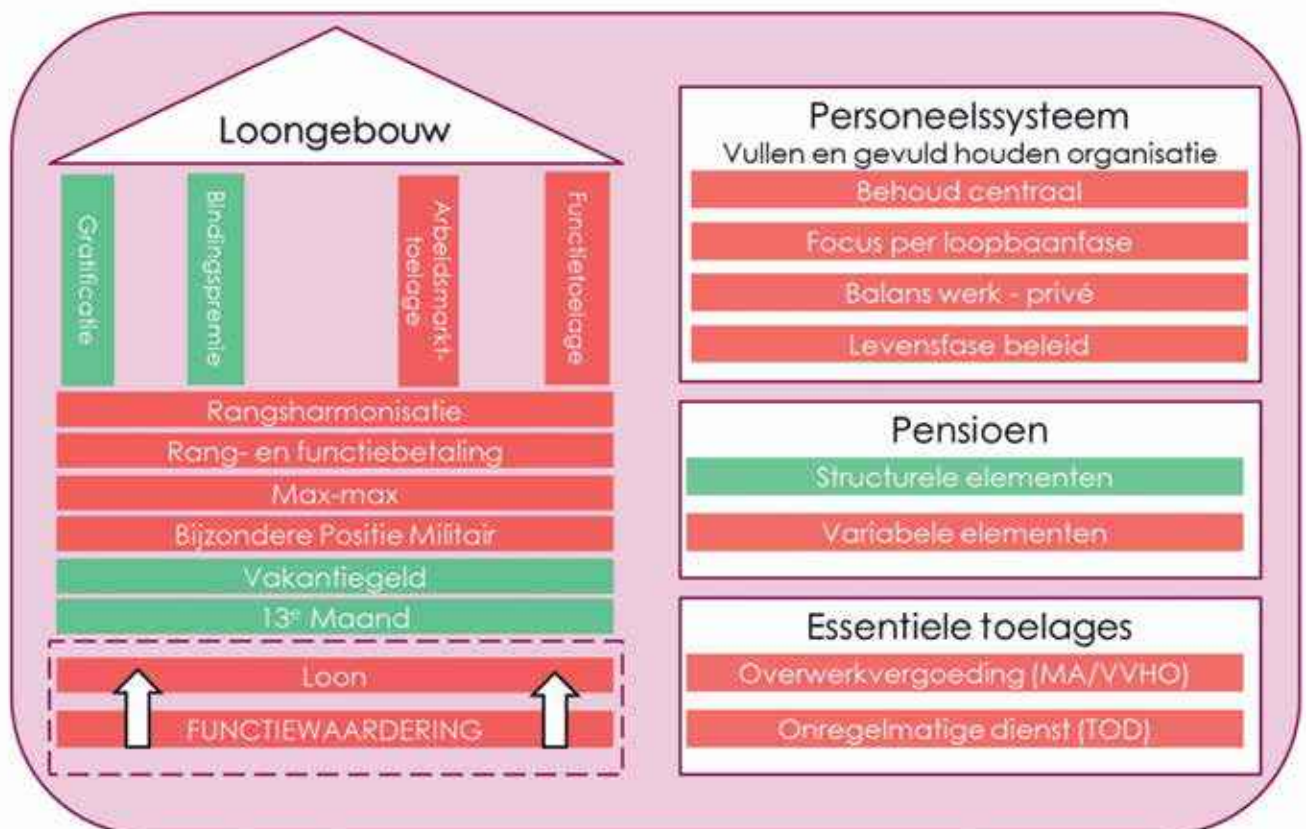 Loongebouw
Gratificatie
Bindingspremie
Arbeidsmarkt-
toelage
Functietoelage
Rangsharmonisatie
Rang- en functiebetaling
Max-max
Bijzondere Positie Militair
Vakantiegeld
13e Maand
Loon
FUNCTIEWAARDERING
Personeelssysteem
Vullen en gevuld houden organisatie
Behoud centraal
Focus per loopbaanfase
Balans werk - privé
Levensfase beleid
Pensioen
Structurele elementen
Variabele elementen
Essentiele toelages
Overwerkvergoeding (MA/VVHO)
Onregelmatige dienst (TOD)